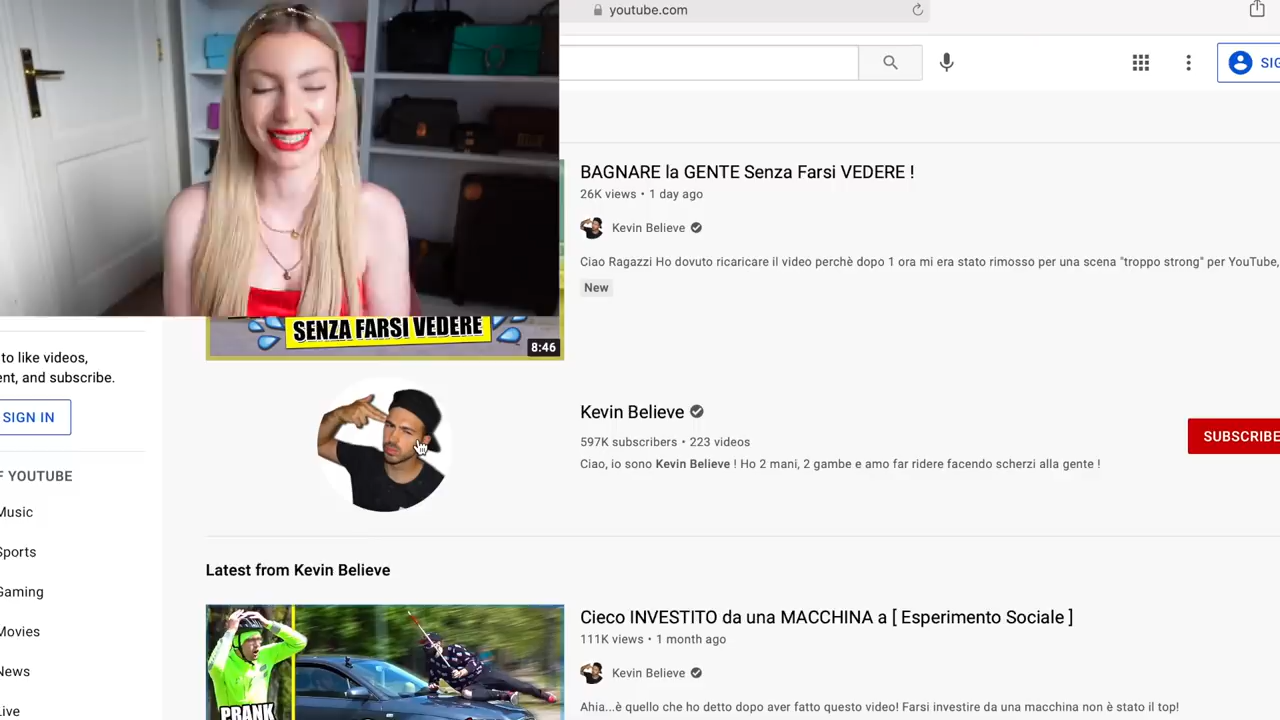 youtube.com
SIG
BAGNARE la GENTE Senza Farsi VEDERE !
26K views • 1 day ago
Kevin Believe
Ciao Ragazzi Ho dovuto ricaricare il video perchè dopo 1 ora mi era stato rimosso per una scena "troppo strong" per YouTube,
New
SENZA FARSI VEDERE
8:46
to like videos,
ent, and subscribe.
SIGN IN
Kevin Believe
597K subscribers • 223 videos
Ciao, io sono Kevin Believe ! Ho 2 mani, 2 gambe e amo far ridere facendo scherzi alla gente !
SUBSCRIBE
F YOUTUBE
Music
Sports
Gaming
Movies
News
Live
Latest from Kevin Believe
Cieco INVESTITO da una MACCHINA a [ Esperimento Sociale ]
111K views • 1 month ago
Kevin Believe
Ahia...è quello che ho detto dopo aver fatto questo video! Farsi investire da una macchina non è stato il top!
PRANK